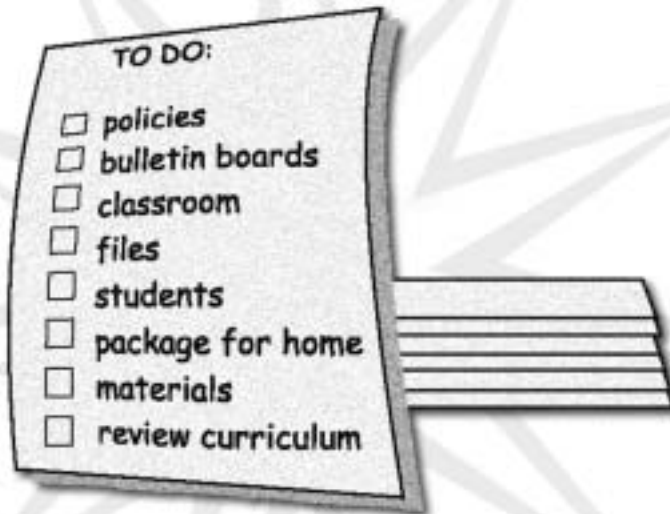 TO DO:
policies
bulletin boards
classroom
files
students
package for home
materials
review curriculum